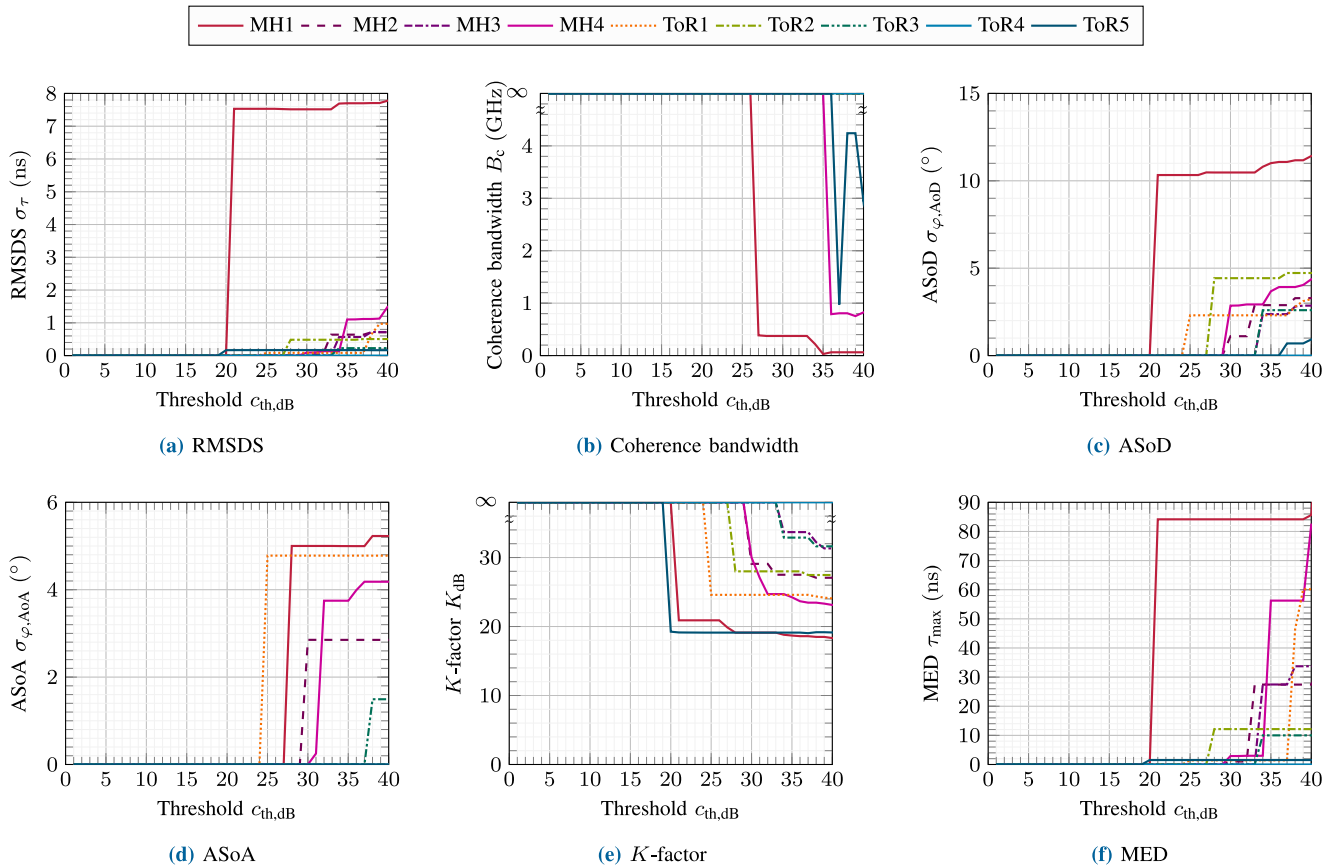 MH1 MH2 MH3 MH4 ToR1 ToR2 ToR3 ToR4 ToR5
8
7
6
5
4
3
2
1
0
RMSDS σ_τ (ns)
0 5 10 15 20 25 30 35 40
Threshold c_th,dB
(a) RMSDS
∞
4
3
2
1
0
Coherence bandwidth B_c (GHz)
0 5 10 15 20 25 30 35 40
Threshold c_th,dB
(b) Coherence bandwidth
15
10
5
0
ASoD σ_φ,AoD (°)
0 5 10 15 20 25 30 35 40
Threshold c_th,dB
(c) ASoD
6
4
2
0
ASoA σ_φ,AoA (°)
0 5 10 15 20 25 30 35 40
Threshold c_th,dB
(d) ASoA
∞
30
20
10
0
K-factor K_dB
0 5 10 15 20 25 30 35 40
Threshold c_th,dB
(e) K-factor
90
80
70
60
50
40
30
20
10
0
MED τ_max (ns)
0 5 10 15 20 25 30 35 40
Threshold c_th,dB
(f) MED